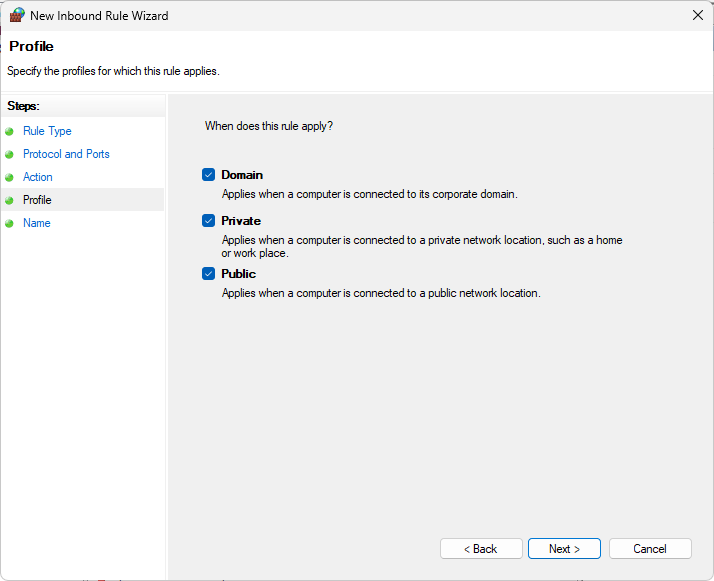 New Inbound Rule Wizard
Profile
Specify the profiles for which this rule applies.
Steps:
Rule Type
Protocol and Ports
Action
Profile
Name
When does this rule apply?
Domain
Applies when a computer is connected to its corporate domain.
Private
Applies when a computer is connected to a private network location, such as a home
or work place.
Public
Applies when a computer is connected to a public network location.
< Back
Next >
Cancel